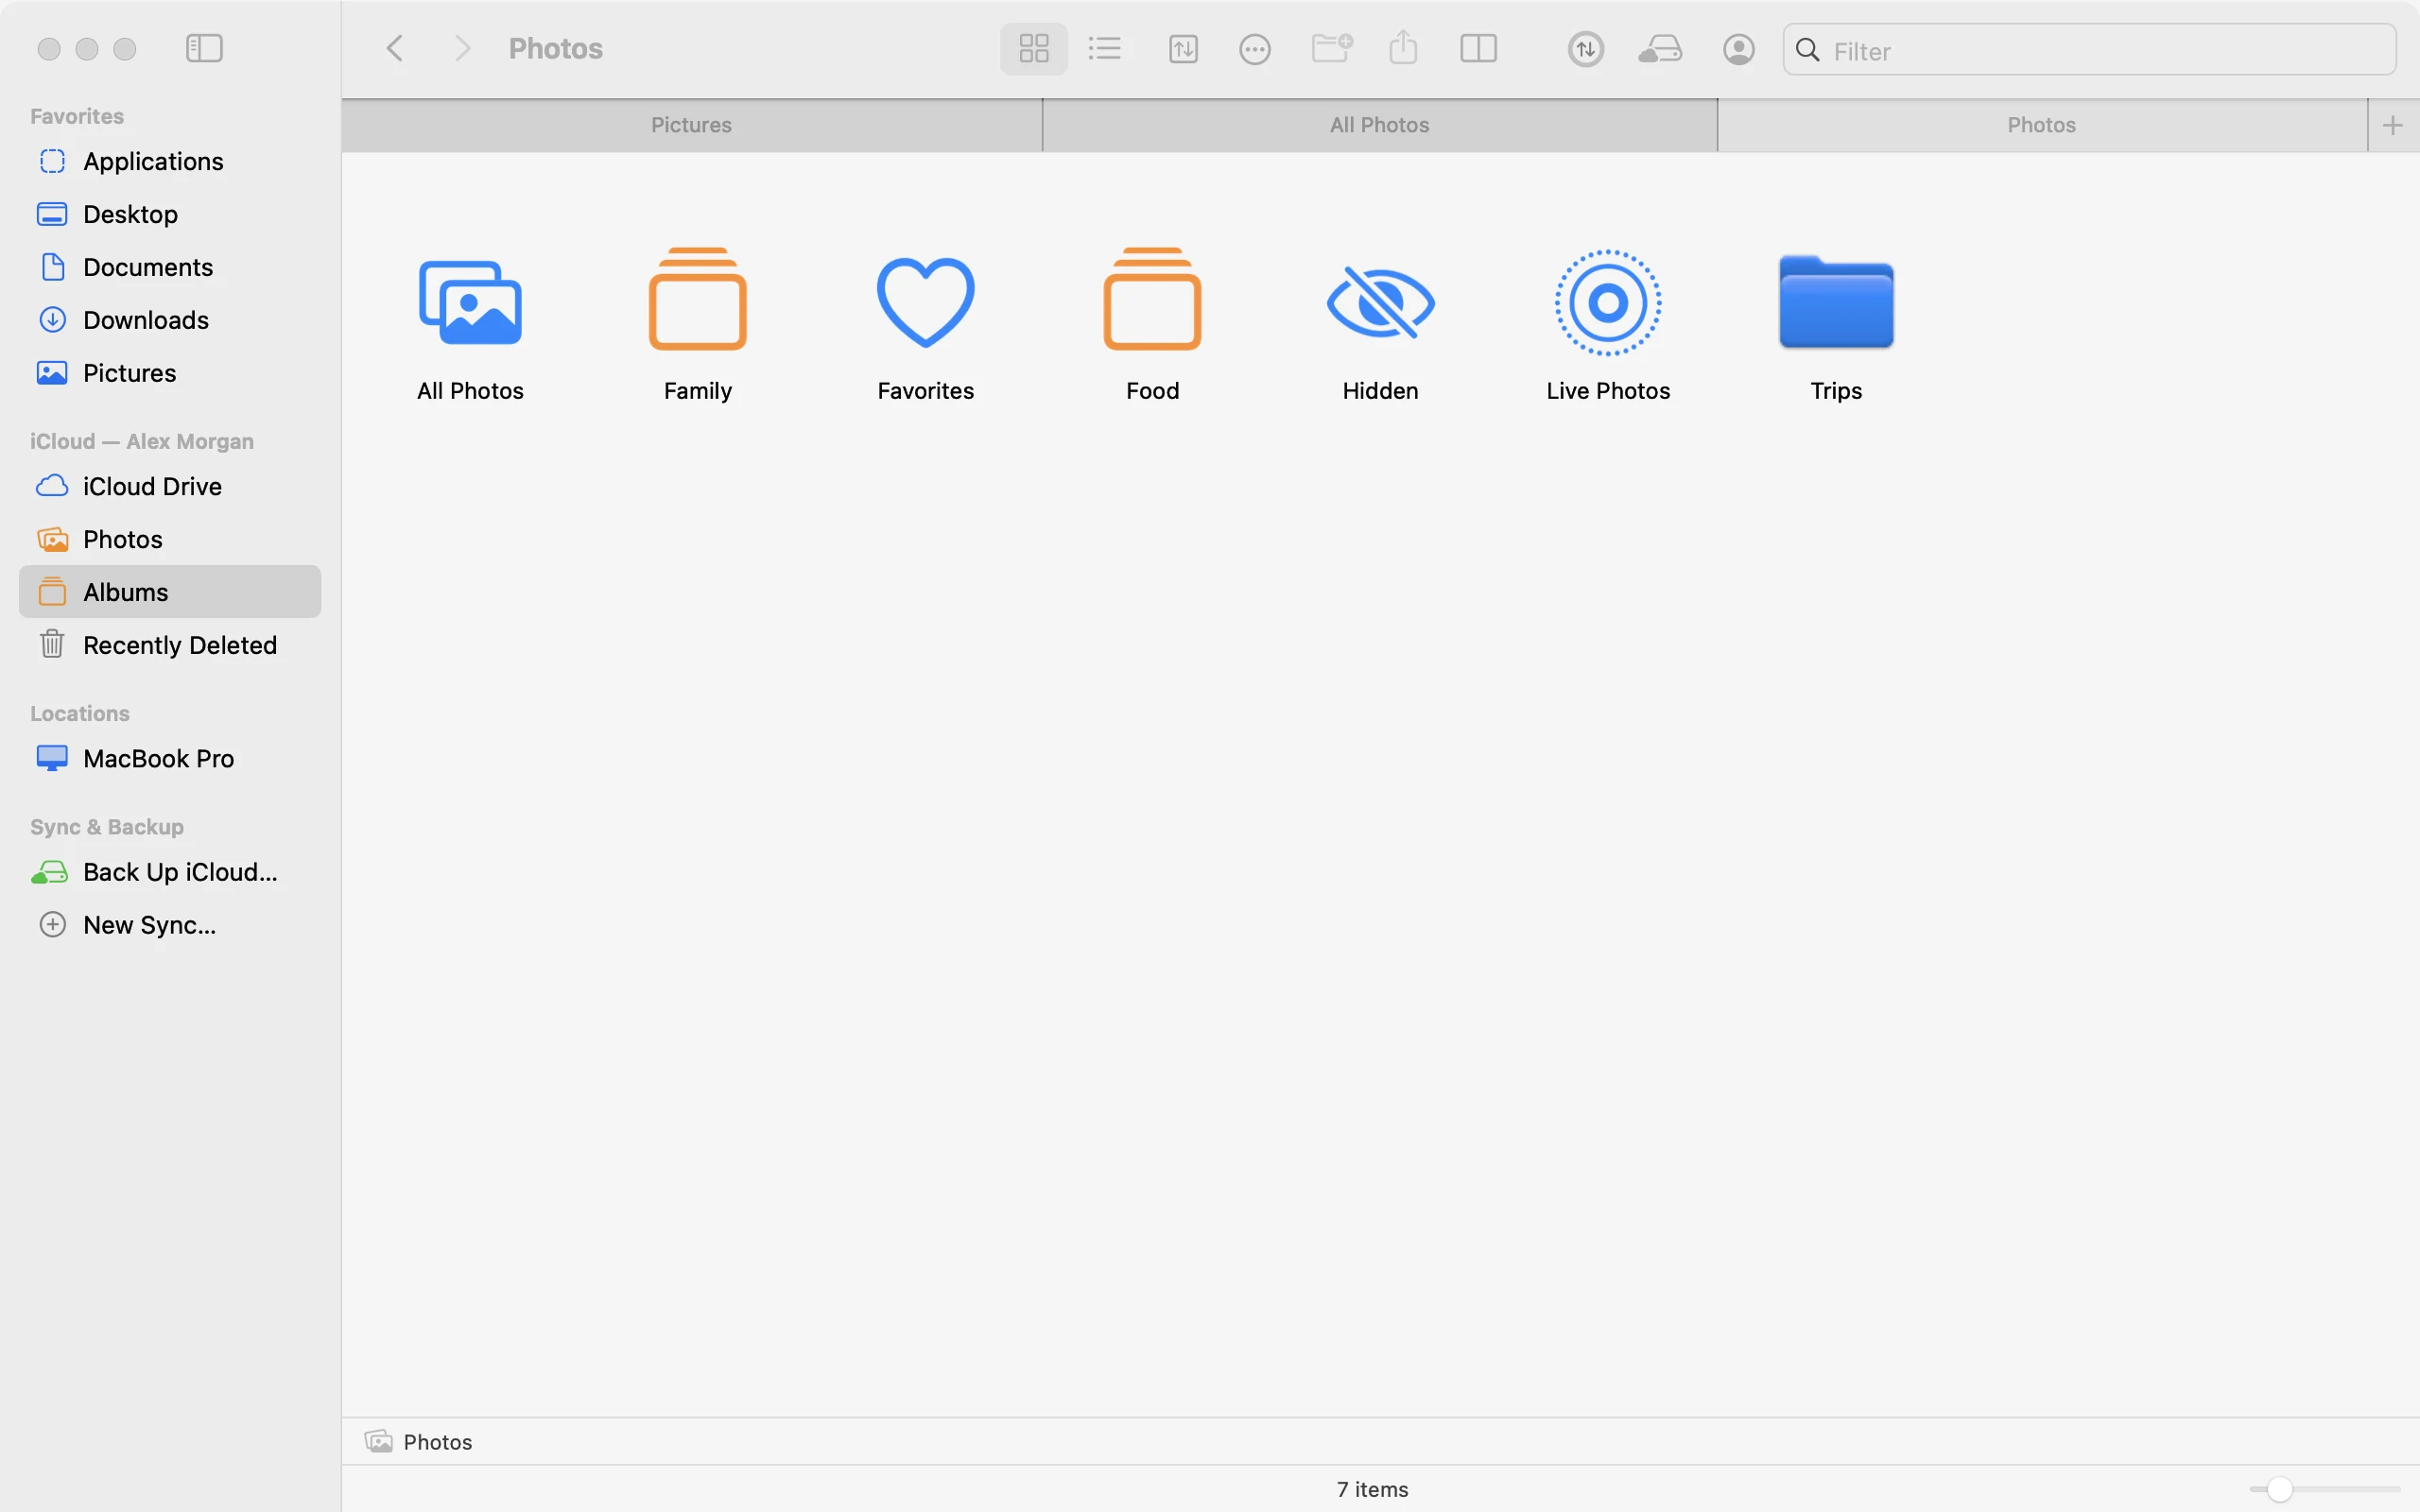 Photos
Filter
Favorites
Applications
Desktop
Documents
Downloads
Pictures
iCloud — Alex Morgan
iCloud Drive
Photos
Albums
Recently Deleted
Locations
MacBook Pro
Sync & Backup
Back Up iCloud...
New Sync...
Pictures
All Photos
Photos
All Photos
Family
Favorites
Food
Hidden
Live Photos
Trips
Photos
7 items